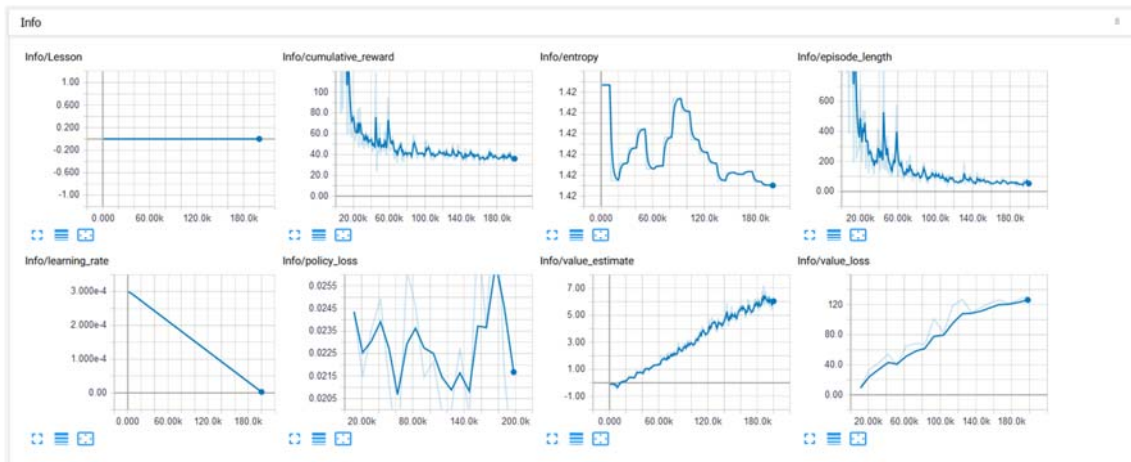 Info
Info/Lesson
1.00
0.600
0.200
-0.200
-0.600
-1.00
0.000 60.00k 120.0k 180.0k
Info/cumulative_reward
100
80.0
60.0
40.0
20.0
0.00
20.00k 60.00k 100.0k 140.0k 180.0k
Info/entropy
1.42
1.42
1.42
1.42
1.42
1.42
0.000 60.00k 120.0k 180.0k
Info/episode_length
600
400
200
0.00
20.00k 60.00k 100.0k 140.0k 180.0k
Info/learning_rate
3.000e-4
2.000e-4
1.000e-4
0.00
0.000 60.00k 120.0k 180.0k
Info/policy_loss
0.0255
0.0245
0.0235
0.0225
0.0215
0.0205
20.00k 80.00k 140.0k 200.0k
Info/value_estimate
7.00
5.00
3.00
1.00
-1.00
0.000 60.00k 120.0k 180.0k
Info/value_loss
120
80.0
40.0
0.00
20.00k 60.00k 100.0k 140.0k 180.0k